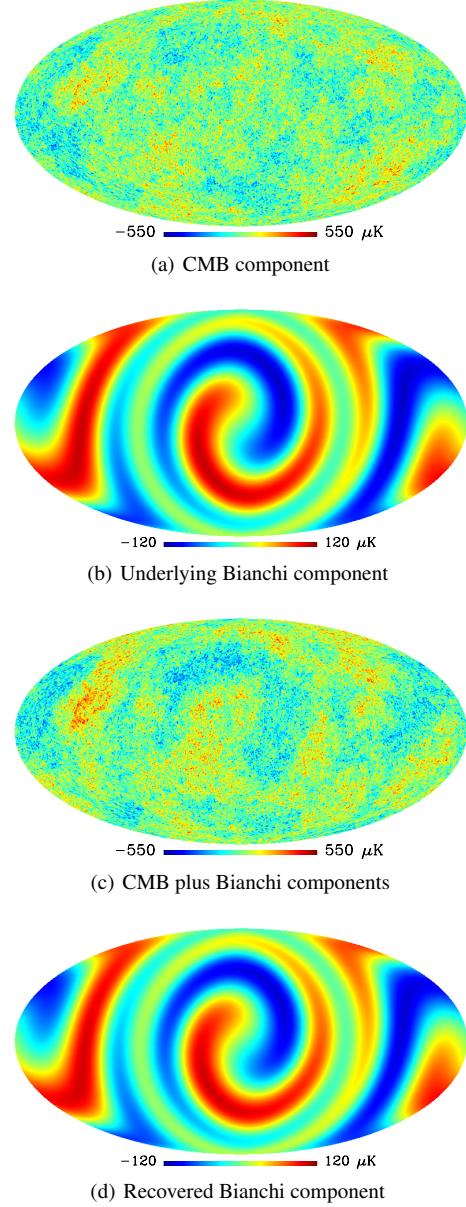 −550 550 μK
(a) CMB component
−120 120 μK
(b) Underlying Bianchi component
−550 550 μK
(c) CMB plus Bianchi components
−120 120 μK
(d) Recovered Bianchi component